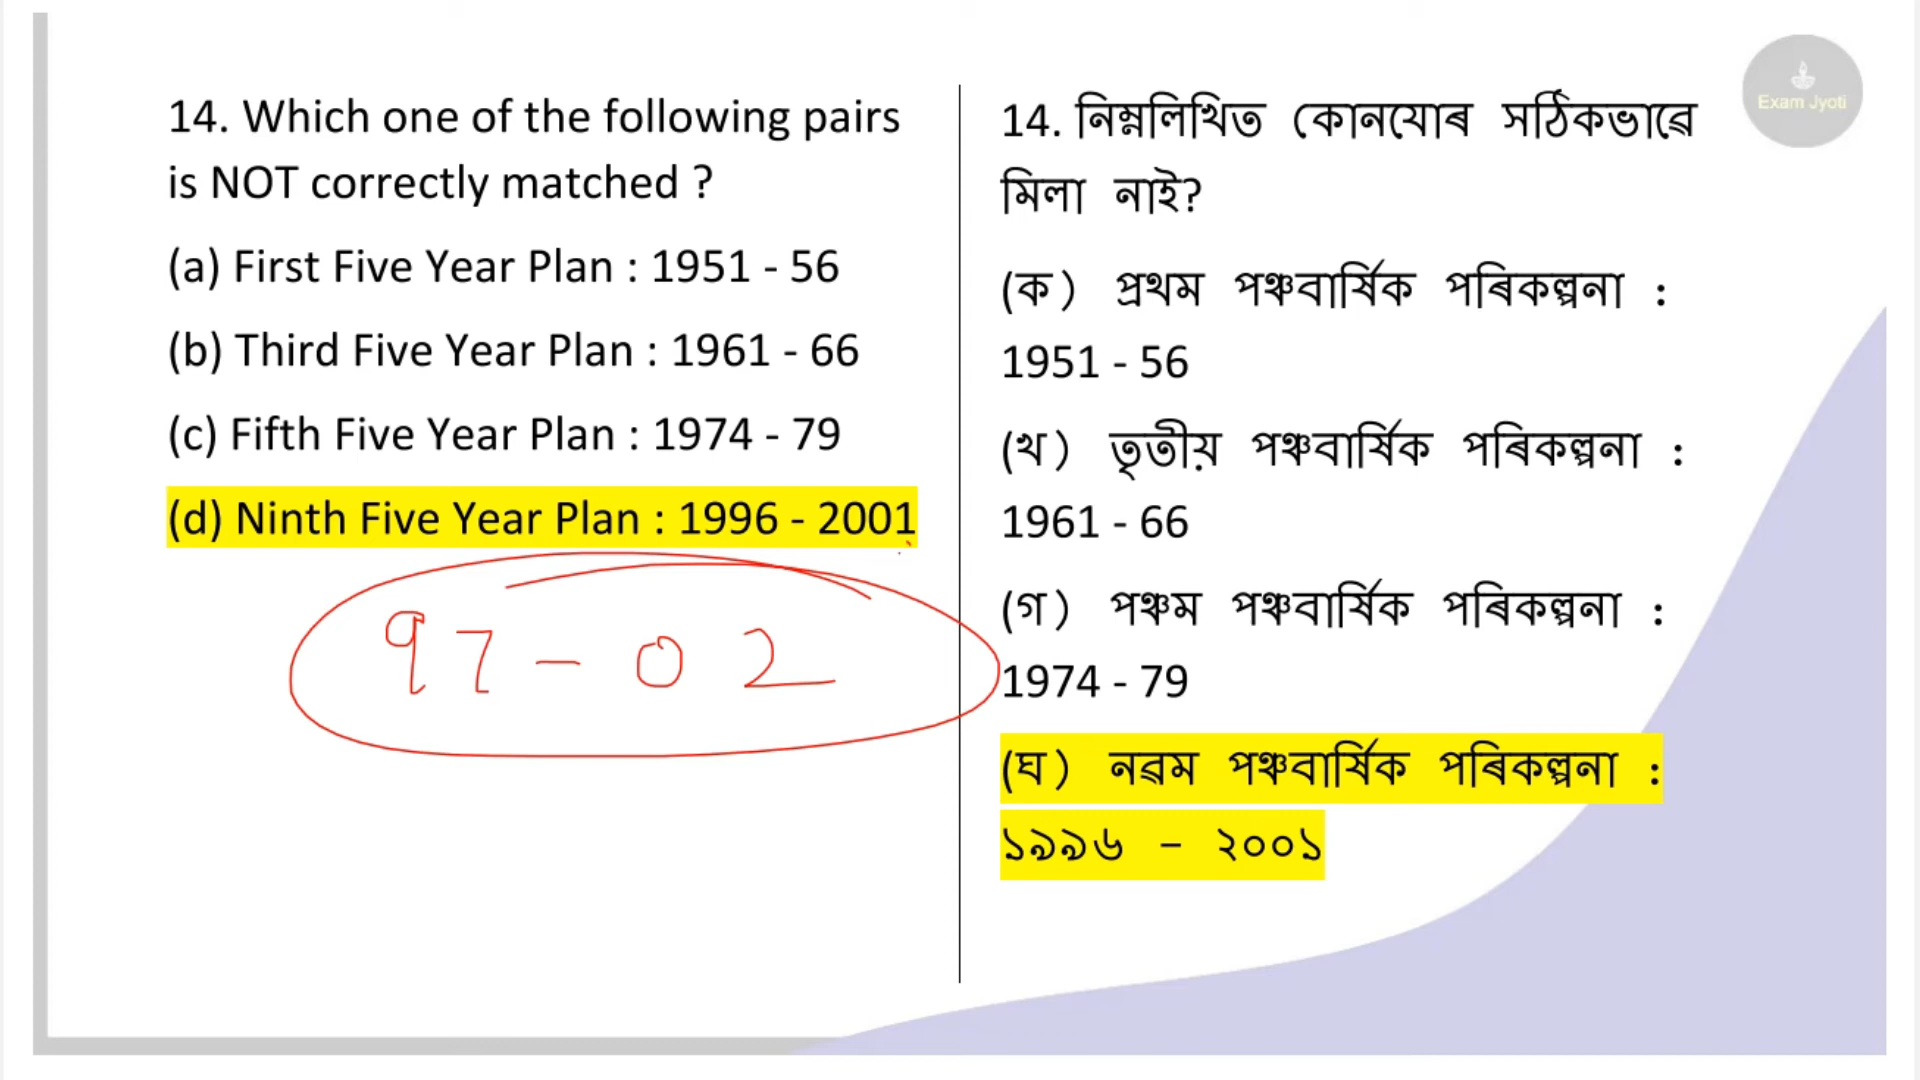 14. Which one of the following pairs
is NOT correctly matched ?
(a) First Five Year Plan : 1951 - 56
(b) Third Five Year Plan : 1961 - 66
(c) Fifth Five Year Plan : 1974 - 79
(d) Ninth Five Year Plan : 1996 - 2001
97 - 02
14. নিম্নলিখিত কোনযোৰ সঠিকভাৱে
মিলা নাই?
(ক) প্ৰথম পঞ্চবাৰ্ষিক পৰিকল্পনা :
1951 - 56
(খ) তৃতীয় পঞ্চবাৰ্ষিক পৰিকল্পনা :
1961 - 66
(গ) পঞ্চম পঞ্চবাৰ্ষিক পৰিকল্পনা :
1974 - 79
(ঘ) নৱম পঞ্চবাৰ্ষিক পৰিকল্পনা :
১৯৯৬ - ২০০১
Exam Jyoti